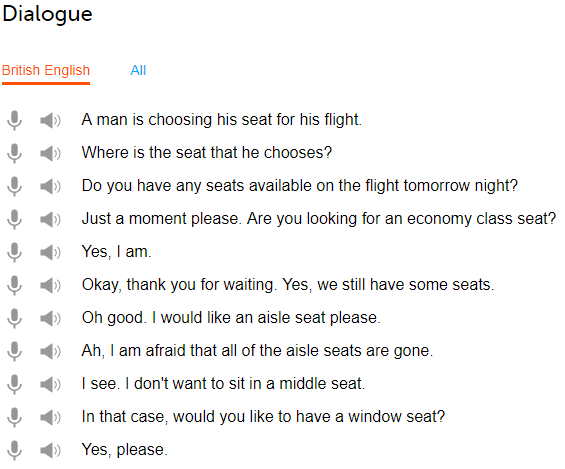 Dialogue
British English All
A man is choosing his seat for his flight.
Where is the seat that he chooses?
Do you have any seats available on the flight tomorrow night?
Just a moment please. Are you looking for an economy class seat?
Yes, I am.
Okay, thank you for waiting. Yes, we still have some seats.
Oh good. I would like an aisle seat please.
Ah, I am afraid that all of the aisle seats are gone.
I see. I don't want to sit in a middle seat.
In that case, would you like to have a window seat?
Yes, please.